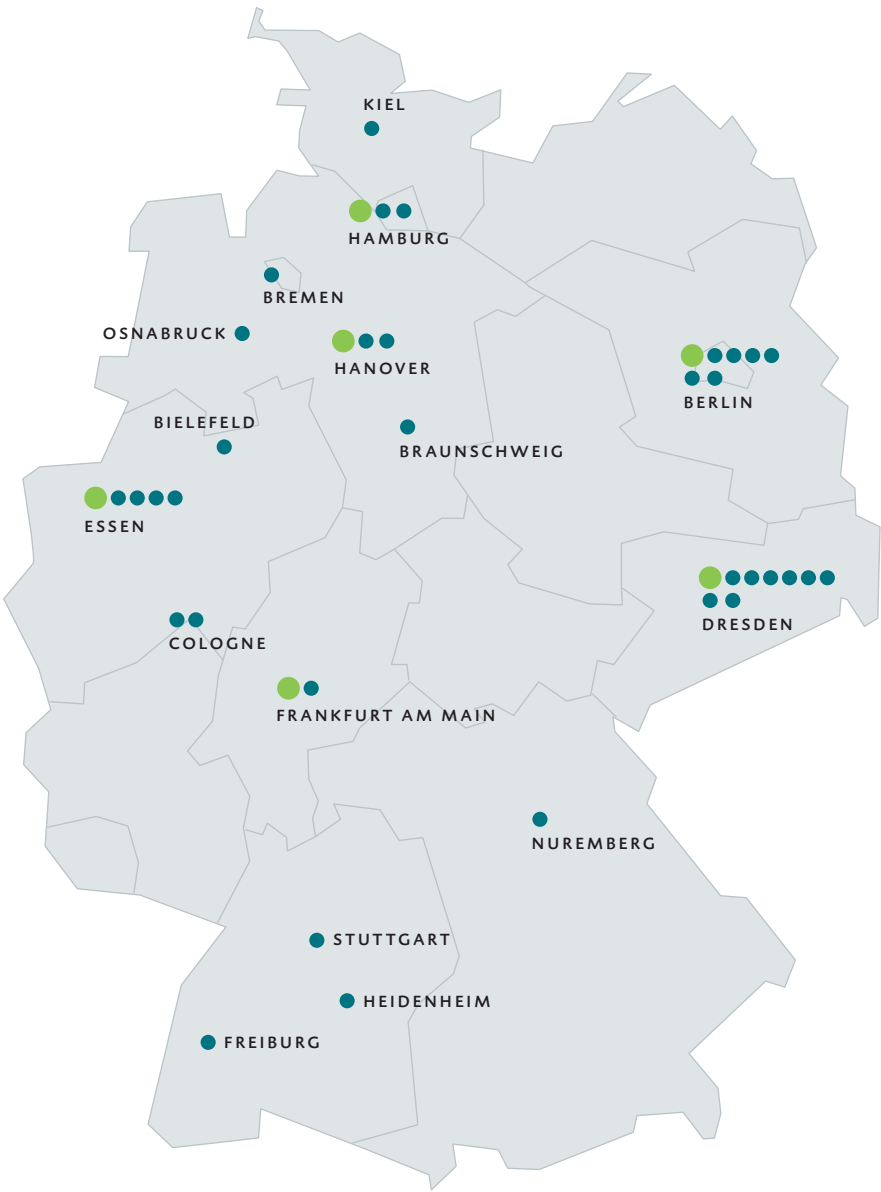 KIEL
HAMBURG
BREMEN
OSNABRUCK
HANOVER
BERLIN
BIELEFELD
BRAUNSCHWEIG
ESSEN
DRESDEN
COLOGNE
FRANKFURT AM MAIN
NUREMBERG
STUTTGART
HEIDENHEIM
FREIBURG